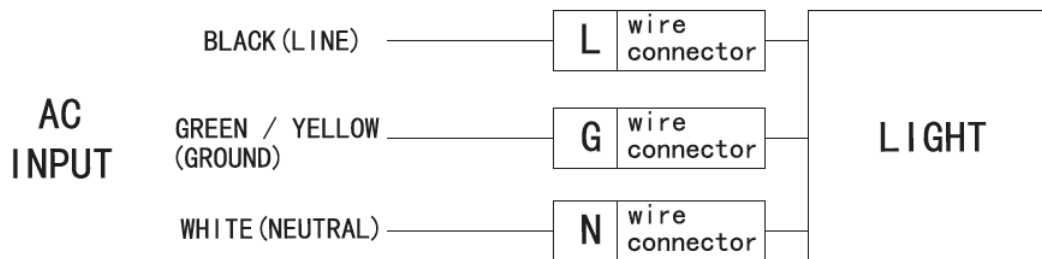 AC
INPUT
BLACK(LINE)
L
wire
connector
GREEN / YELLOW
(GROUND)
G
wire
connector
WHITE(NEUTRAL)
N
wire
connector
LIGHT